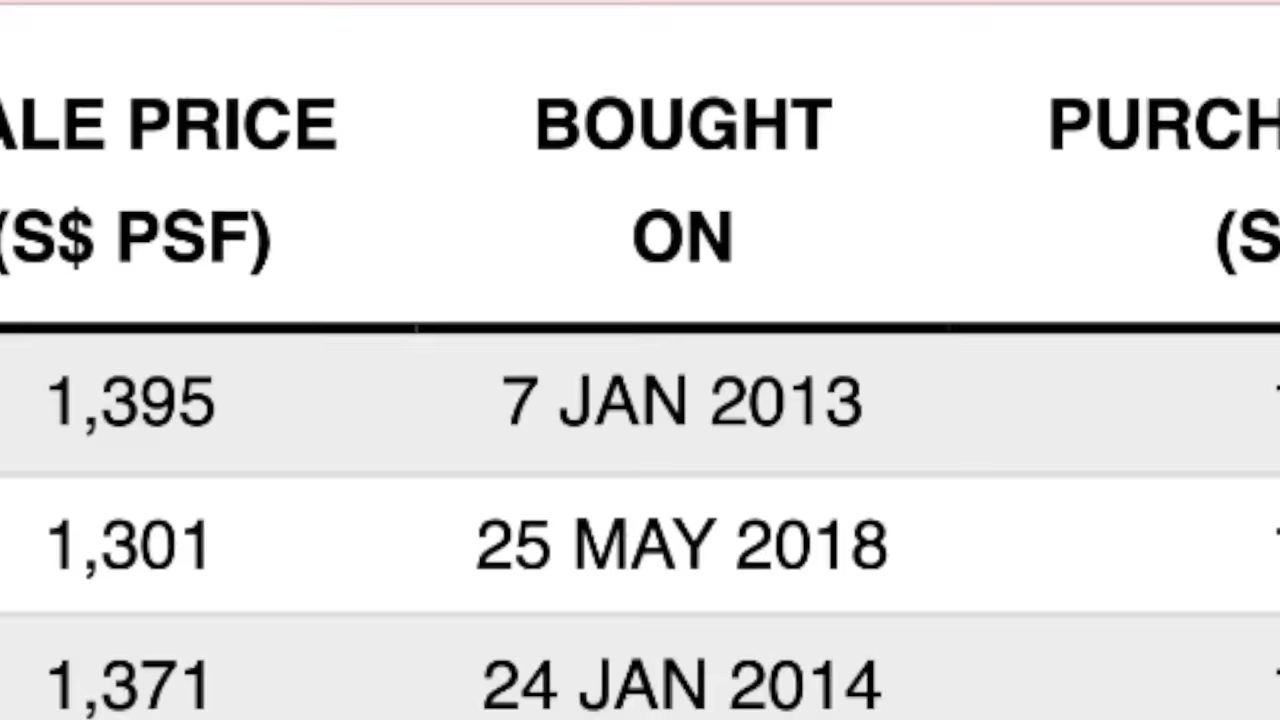 ALE PRICE BOUGHT PURCH
(S$ PSF) ON (S
1,395 7 JAN 2013
1,301 25 MAY 2018
1,371 24 JAN 2014